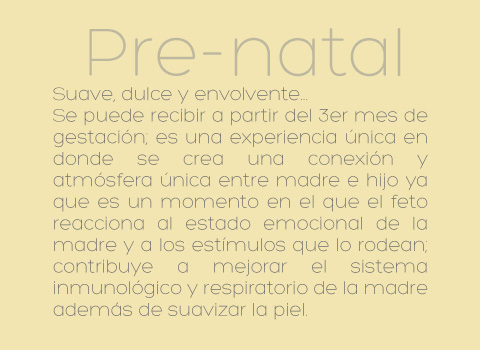 Pre-natal
Suave, dulce y envolvente...
Se puede recibir a partir del 3er mes de
gestación; es una experiencia única en
donde se crea una conexión y
atmósfera única entre madre e hijo ya
que es un momento en el que el feto
reacciona al estado emocional de la
madre y a los estímulos que lo rodean;
contribuye a mejorar el sistema
inmunológico y respiratorio de la madre
además de suavizar la piel.